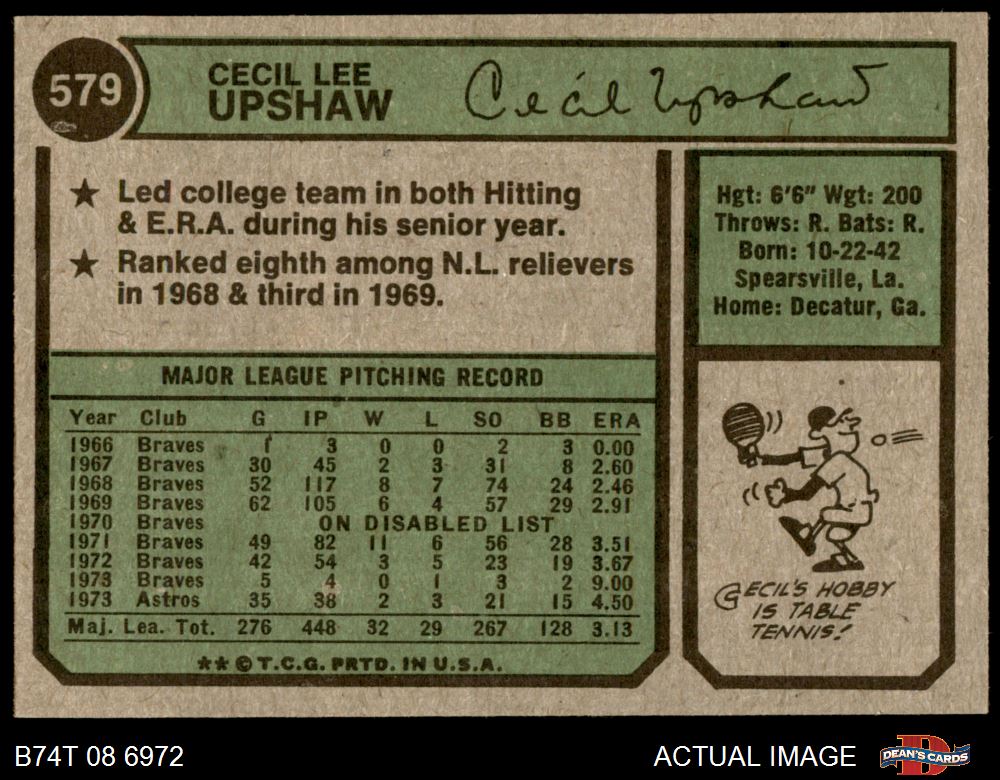 579
CECIL LEE
UPSHAW
Cecil Upshaw
★ Led college team in both Hitting
& E.R.A. during his senior year.
★ Ranked eighth among N.L. relievers
in 1968 & third in 1969.
Hgt: 6'6" Wgt: 200
Throws: R. Bats: R.
Born: 10-22-42
Spearsville, La.
Home: Decatur, Ga.
MAJOR LEAGUE PITCHING RECORD
Year Club G IP W L SO BB ERA
1966 Braves 1 3 0 0 2 3 0.00
1967 Braves 30 45 2 3 31 8 2.60
1968 Braves 52 117 8 7 74 24 2.46
1969 Braves 62 105 6 4 57 29 2.91
1970 Braves ON DISABLED LIST
1971 Braves 49 82 11 6 56 28 3.51
1972 Braves 42 54 3 5 23 19 3.67
1973 Braves 5 4 0 1 3 2 9.00
1973 Astros 35 38 2 3 21 15 4.50
Maj. Lea. Tot. 276 448 32 29 267 128 3.13
** © T.C.G. PRTD. IN U.S.A.
CECIL'S HOBBY
IS TABLE
TENNIS!
B74T 08 6972
ACTUAL IMAGE
D
DEAN'S CARDS